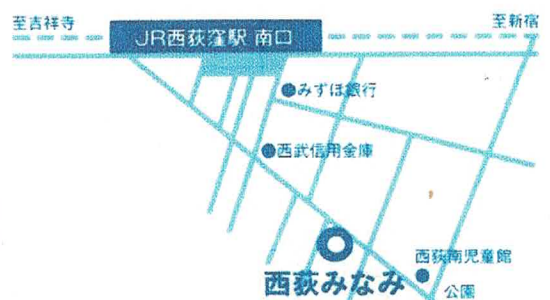 至吉祥寺
至新宿
JR西荻窪駅 南口
みずほ銀行
西武信用金庫
西荻みなみ
西荻南児童館
公園